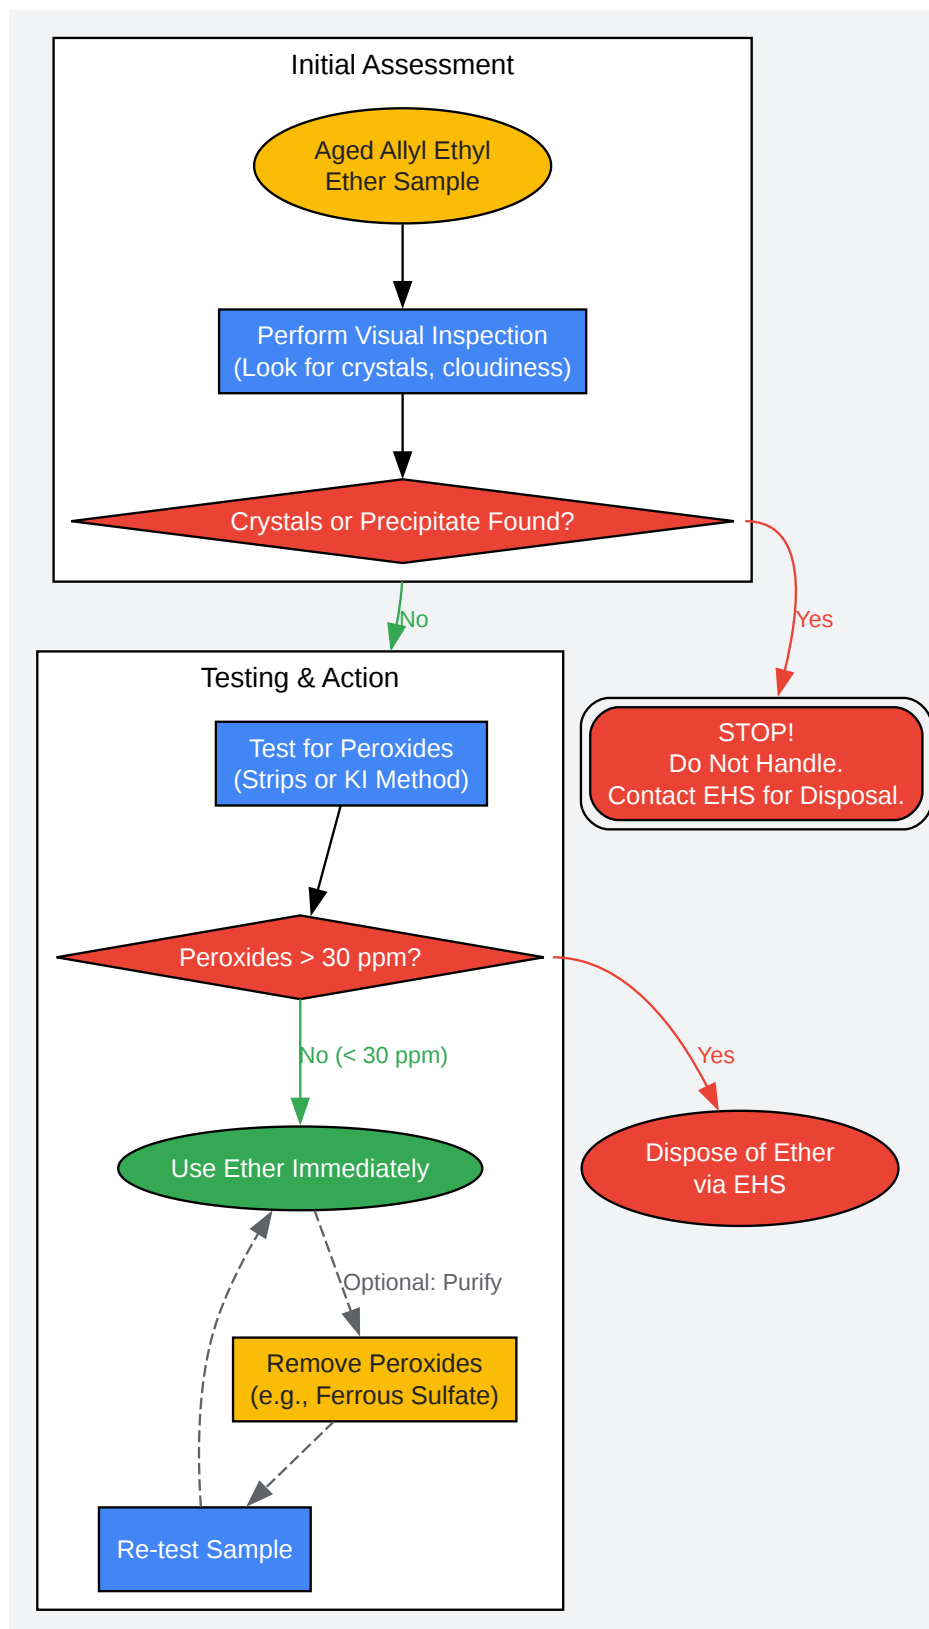 Initial Assessment
Aged Allyl Ethyl
Ether Sample
Perform Visual Inspection
(Look for crystals, cloudiness)
Crystals or Precipitate Found?
No
Yes
Testing & Action
Test for Peroxides
(Strips or KI Method)
STOP!
Do Not Handle.
Contact EHS for Disposal.
Peroxides > 30 ppm?
No (< 30 ppm)
Yes
Use Ether Immediately
Dispose of Ether
via EHS
Optional: Purify
Remove Peroxides
(e.g., Ferrous Sulfate)
Re-test Sample